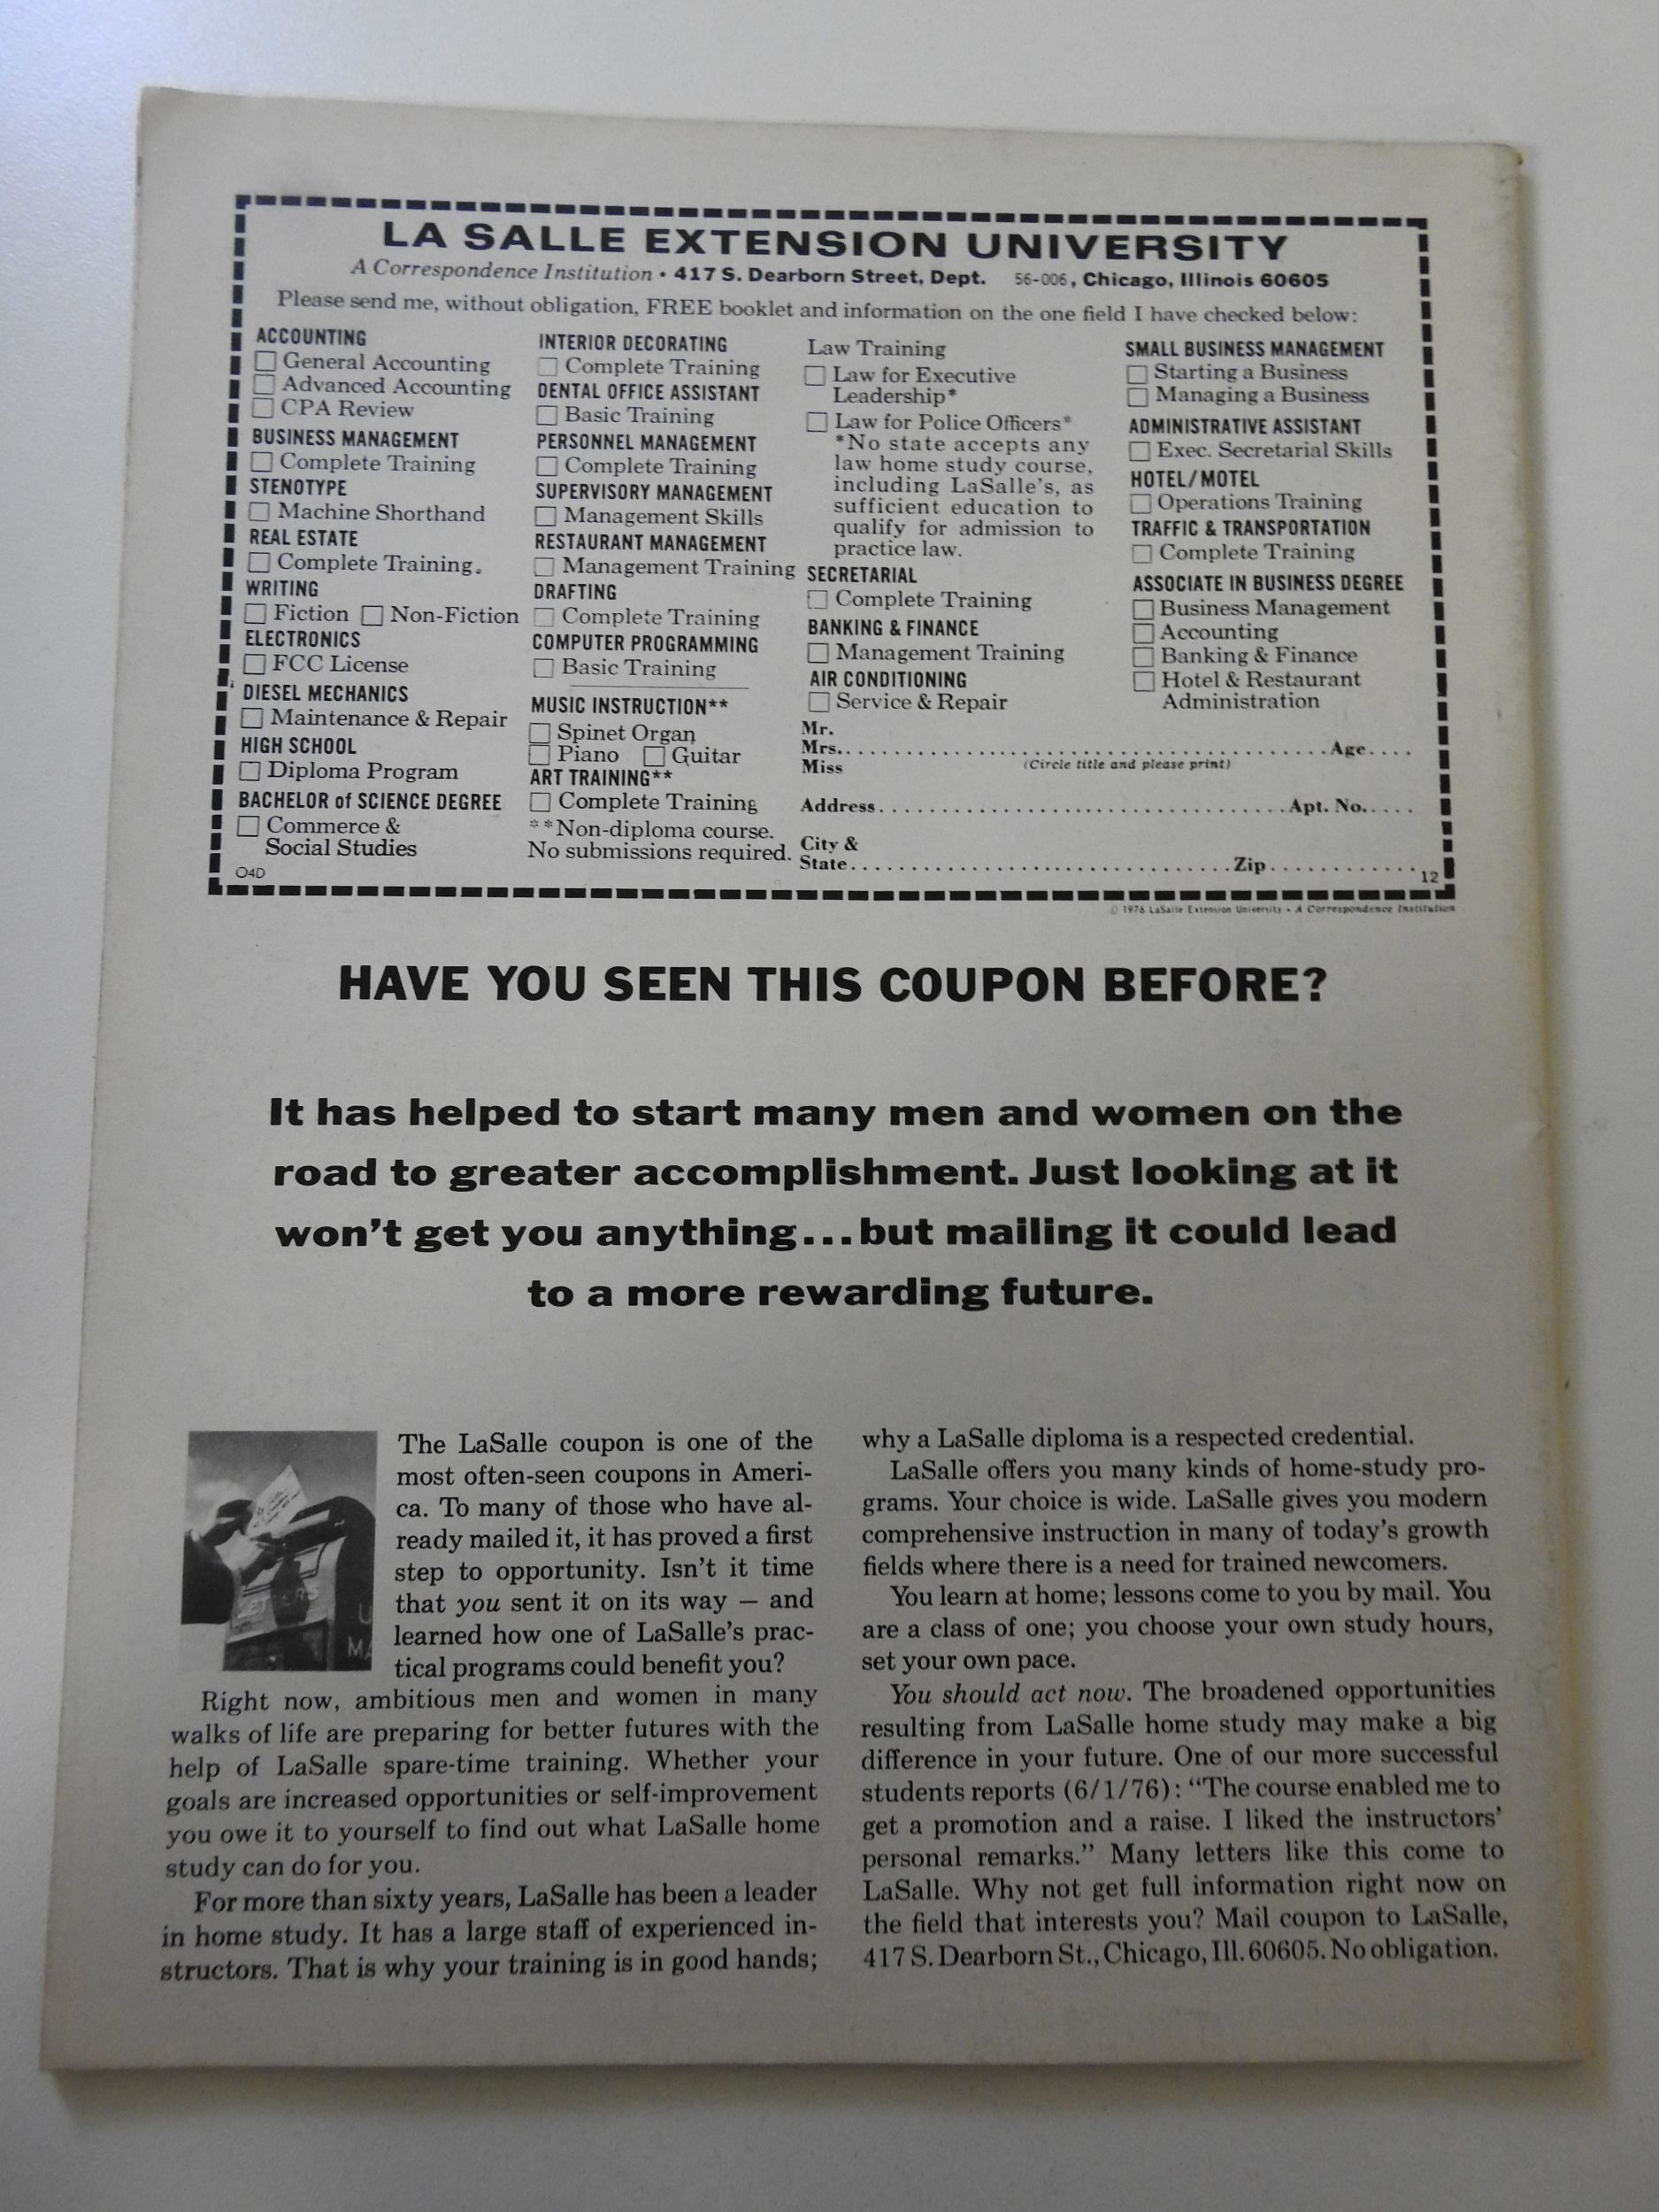 LA SALLE EXTENSION UNIVERSITY
A Correspondence Institution • 417 S. Dearborn Street, Dept. 56-006, Chicago, Illinois 60605
Please send me, without obligation, FREE booklet and information on the one field I have checked below:
ACCOUNTING
☐ General Accounting
☐ Advanced Accounting
☐ CPA Review
BUSINESS MANAGEMENT
☐ Complete Training
STENOTYPE
☐ Machine Shorthand
REAL ESTATE
☐ Complete Training.
WRITING
☐ Fiction ☐ Non-Fiction
ELECTRONICS
☐ FCC License
DIESEL MECHANICS
☐ Maintenance & Repair
HIGH SCHOOL
☐ Diploma Program
BACHELOR of SCIENCE DEGREE
☐ Commerce &
Social Studies
O4D
INTERIOR DECORATING
☐ Complete Training
DENTAL OFFICE ASSISTANT
☐ Basic Training
PERSONNEL MANAGEMENT
☐ Complete Training
SUPERVISORY MANAGEMENT
☐ Management Skills
RESTAURANT MANAGEMENT
☐ Management Training
DRAFTING
☐ Complete Training
COMPUTER PROGRAMMING
☐ Basic Training
MUSIC INSTRUCTION**
☐ Spinet Organ
☐ Piano ☐ Guitar
ART TRAINING**
☐ Complete Training
**Non-diploma course.
No submissions required.
Law Training
☐ Law for Executive
Leadership*
☐ Law for Police Officers*
*No state accepts any
law home study course,
including LaSalle's, as
sufficient education to
qualify for admission to
practice law.
SECRETARIAL
☐ Complete Training
BANKING & FINANCE
☐ Management Training
AIR CONDITIONING
☐ Service & Repair
SMALL BUSINESS MANAGEMENT
☐ Starting a Business
☐ Managing a Business
ADMINISTRATIVE ASSISTANT
☐ Exec. Secretarial Skills
HOTEL/MOTEL
☐ Operations Training
TRAFFIC & TRANSPORTATION
☐ Complete Training
ASSOCIATE IN BUSINESS DEGREE
☐ Business Management
☐ Accounting
☐ Banking & Finance
☐ Hotel & Restaurant
Administration
Mr.
Mrs..............................Age....
Miss (Circle title and please print)
Address..............................Apt. No.....
City &
State..............................Zip............
12
© 1976 LaSalle Extension University • A Correspondence Institution
HAVE YOU SEEN THIS COUPON BEFORE?
It has helped to start many men and women on the
road to greater accomplishment. Just looking at it
won't get you anything...but mailing it could lead
to a more rewarding future.
The LaSalle coupon is one of the
most often-seen coupons in Ameri-
ca. To many of those who have al-
ready mailed it, it has proved a first
step to opportunity. Isn't it time
that you sent it on its way — and
learned how one of LaSalle's prac-
tical programs could benefit you?
Right now, ambitious men and women in many
walks of life are preparing for better futures with the
help of LaSalle spare-time training. Whether your
goals are increased opportunities or self-improvement
you owe it to yourself to find out what LaSalle home
study can do for you.
For more than sixty years, LaSalle has been a leader
in home study. It has a large staff of experienced in-
structors. That is why your training is in good hands;
why a LaSalle diploma is a respected credential.
LaSalle offers you many kinds of home-study pro-
grams. Your choice is wide. LaSalle gives you modern
comprehensive instruction in many of today's growth
fields where there is a need for trained newcomers.
You learn at home; lessons come to you by mail. You
are a class of one; you choose your own study hours,
set your own pace.
You should act now. The broadened opportunities
resulting from LaSalle home study may make a big
difference in your future. One of our more successful
students reports (6/1/76): "The course enabled me to
get a promotion and a raise. I liked the instructors'
personal remarks." Many letters like this come to
LaSalle. Why not get full information right now on
the field that interests you? Mail coupon to LaSalle,
417 S. Dearborn St., Chicago, Ill. 60605. No obligation.